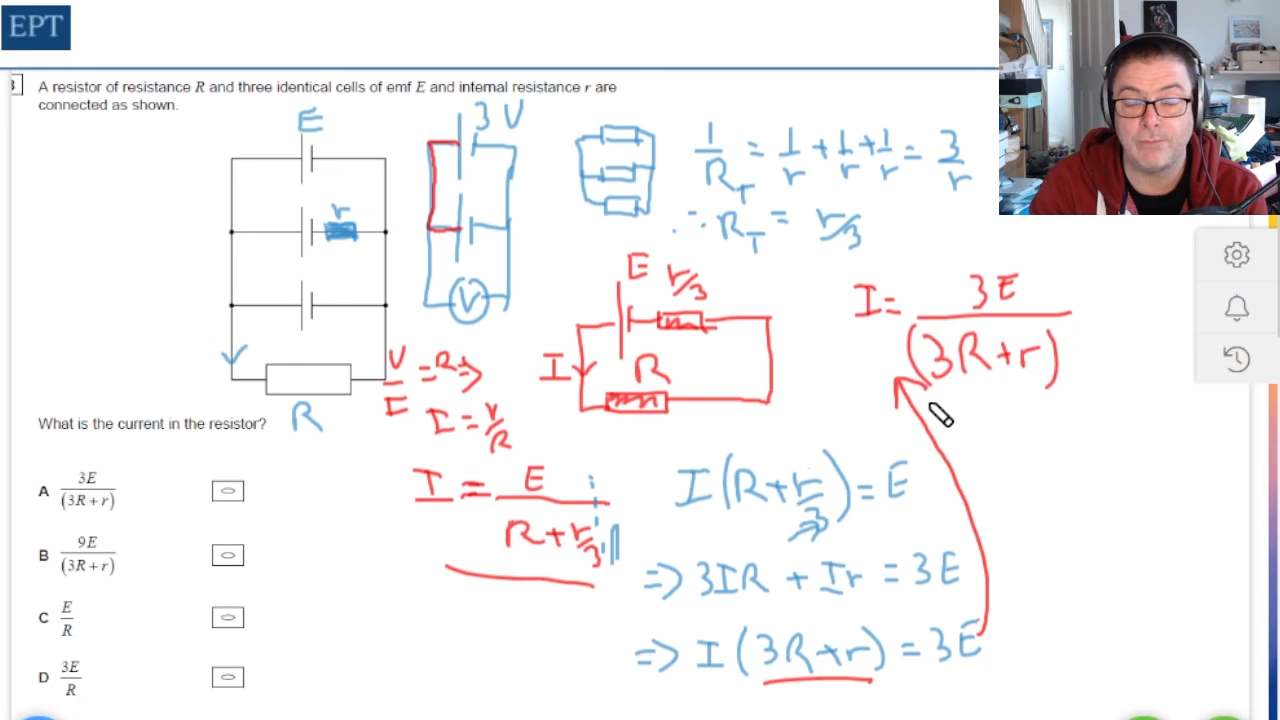 EPT
A resistor of resistance R and three identical cells of emf E and internal resistance r are
connected as shown.
E
r
3V
V
1/R_T = 1/r + 1/r + 1/r = 3/r
∴ R_T = r/3
E r/3
I R
I = 3E/(3R+r)
R
= R ⇒
I = V/R
What is the current in the resistor?
I = E/(R + r/3)
I(R + r/3) = E
⇒ 3IR + Ir = 3E
⇒ I(3R+r) = 3E
A 3E/(3R+r)
B 9E/(3R+r)
C E/R
D 3E/R